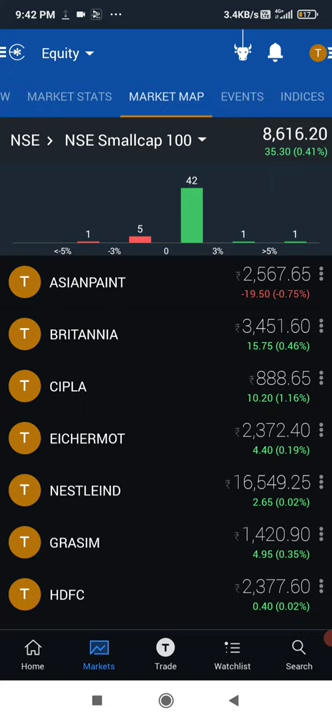 9:42 PM ...
3.4KB/s 4G+ 817
Equity
T
W MARKET STATS MARKET MAP EVENTS INDICES
NSE > NSE Smallcap 100 8,616.20
35.30 (0.41%)
42
1 5 1 1
<-5% -3% 0 3% >5%
T ASIANPAINT ₹2,567.65
-19.50 (-0.75%)
T BRITANNIA ₹3,451.60
15.75 (0.46%)
T CIPLA ₹888.65
10.20 (1.16%)
T EICHERMOT ₹2,372.40
4.40 (0.19%)
T NESTLEIND ₹16,549.25
2.65 (0.02%)
T GRASIM ₹1,420.90
4.95 (0.35%)
T HDFC ₹2,377.60
0.40 (0.02%)
T
Home Markets Trade Watchlist Search